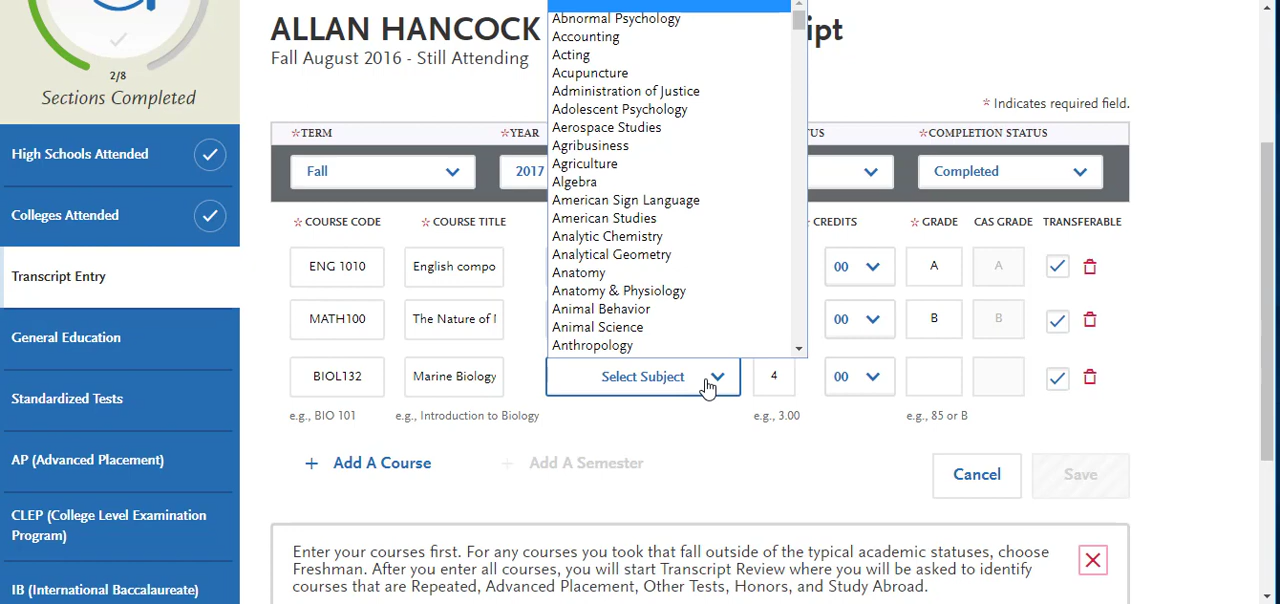 2/8
Sections Completed
High Schools Attended
Colleges Attended
Transcript Entry
General Education
Standardized Tests
AP (Advanced Placement)
CLEP (College Level Examination
Program)
IB (International Baccalaureate)
ALLAN HANCOCK
Fall August 2016 - Still Attending
* Indicates required field.
*TERM *YEAR *COMPLETION STATUS
Fall 2017 Completed
* COURSE CODE * COURSE TITLE CREDITS * GRADE CAS GRADE TRANSFERABLE
ENG 1010 English compo 00 A A
MATH100 The Nature of 00 B B
BIOL132 Marine Biology Select Subject 4 00
e.g., BIO 101 e.g., Introduction to Biology e.g., 3.00 e.g., 85 or B
Abnormal Psychology
Accounting
Acting
Acupuncture
Administration of Justice
Adolescent Psychology
Aerospace Studies
Agribusiness
Agriculture
Algebra
American Sign Language
American Studies
Analytic Chemistry
Analytical Geometry
Anatomy
Anatomy & Physiology
Animal Behavior
Animal Science
Anthropology
+ Add A Course + Add A Semester
Cancel Save
Enter your courses first. For any courses you took that fall outside of the typical academic statuses, choose
Freshman. After you enter all courses, you will start Transcript Review where you will be asked to identify
courses that are Repeated, Advanced Placement, Other Tests, Honors, and Study Abroad.